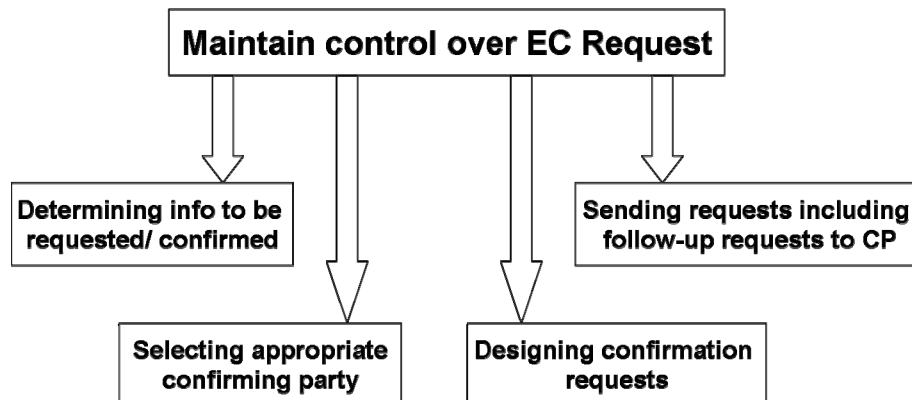 Maintain control over EC Request
Determining info to be
requested/ confirmed
Sending requests including
follow-up requests to CP
Selecting appropriate
confirming party
Designing confirmation
requests